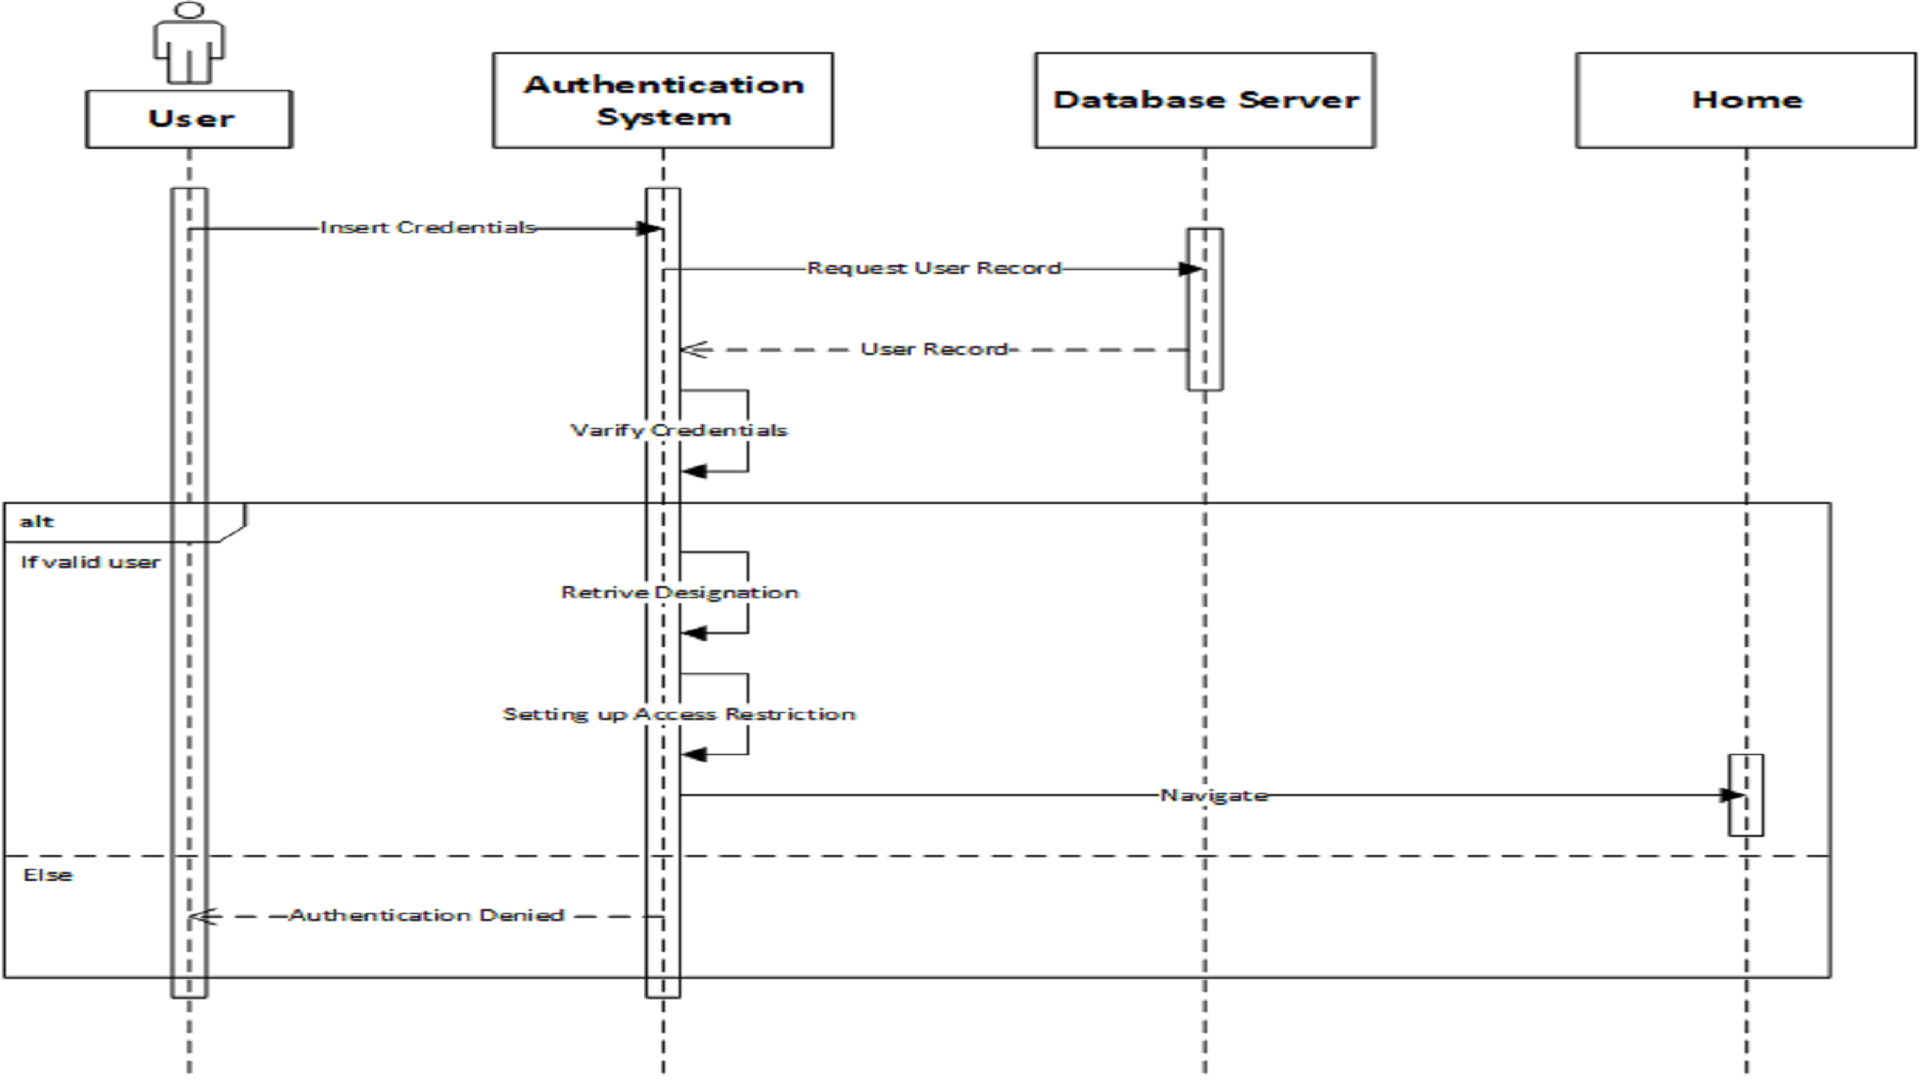 User
Authentication
System
Database Server
Home
Insert Credentials
Request User Record
User Record
Varify Credentials
alt
If valid user
Retrive Designation
Setting up Access Restriction
Navigate
Else
Authentication Denied